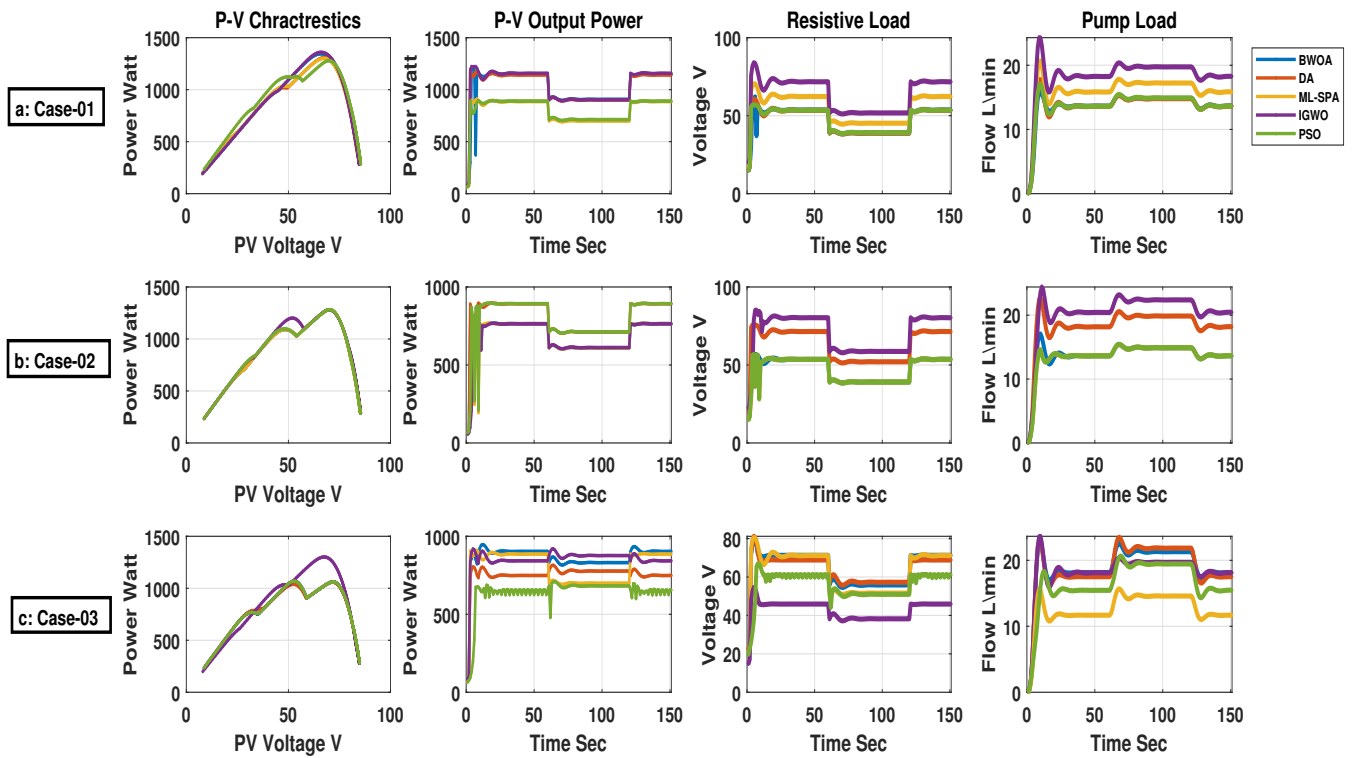 P-V Chractrestics
P-V Output Power
Resistive Load
Pump Load
a: Case-01
Power Watt
1500
1000
500
0
0 50 100
PV Voltage V
Power Watt
1500
1000
500
0
0 50 100 150
Time Sec
Voltage V
100
50
0
0 50 100 150
Time Sec
Flow L\min
20
10
0
0 50 100 150
Time Sec
BWOA
DA
ML-SPA
IGWO
PSO
b: Case-02
Power Watt
1500
1000
500
0
0 50 100
PV Voltage V
Power Watt
1000
500
0
0 50 100 150
Time Sec
Voltage V
100
50
0
0 50 100 150
Time Sec
Flow L\min
20
10
0
0 50 100 150
Time Sec
c: Case-03
Power Watt
1500
1000
500
0
0 50 100
PV Voltage V
Power Watt
1000
500
0
0 50 100 150
Time Sec
Voltage V
80
60
40
20
0
0 50 100 150
Time Sec
Flow L\min
20
10
0
0 50 100 150
Time Sec